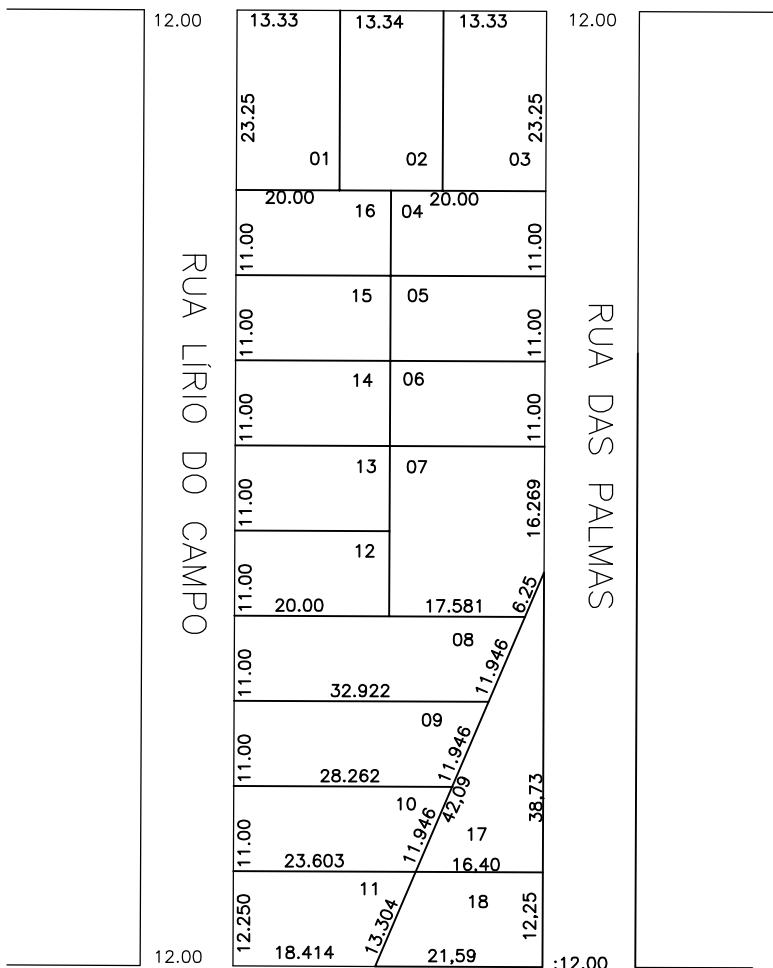 12.00 13.33 13.34 13.33 12.00
23.25 23.25
01 02 03
20.00 20.00
16 04
11.00 11.00
15 05
11.00 11.00
14 06
11.00 11.00
13 07
11.00 16.269
12
11.00
20.00 17.581 6.25
08
11.00 11.946
32.922
09
11.00 11.946
28.262
10 42,09 38,73
11.00 11.946 17
23.603 16,40
11 18
12.250 13.304 12,25
18.414 21,59
12.00 :12.00
RUA LÍRIO DO CAMPO
RUA DAS PALMAS